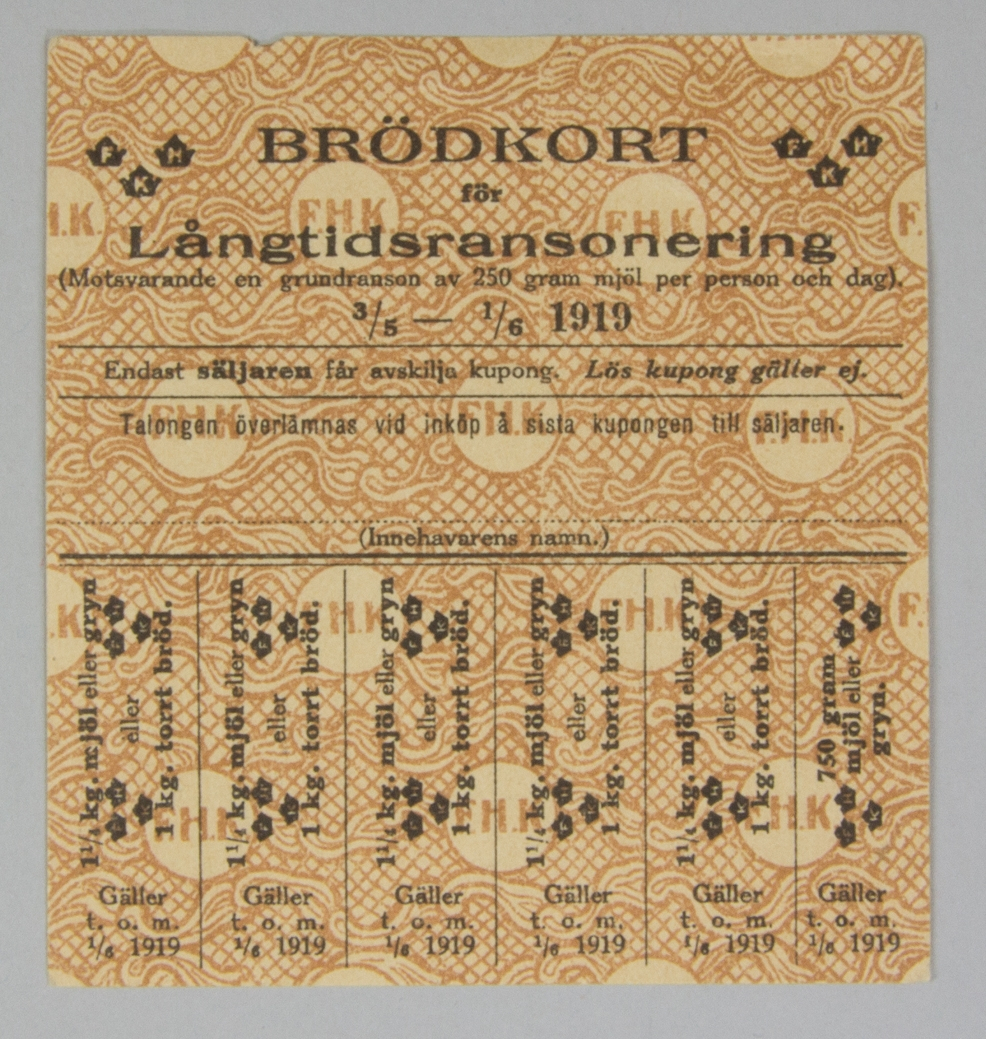 BRÖDKORT
F H K
F H K
för
Långtidsransonering
(Motsvarande en grundranson av 250 gram mjöl per person och dag).
3/5 — 1/6 1919
Endast säljaren får avskilja kupong. Lös kupong gäller ej.
Talongen överlämnas vid inköp å sista kupongen till säljaren.
(Innehavarens namn.)
1 1/4 kg. mjöl eller gryn
eller
1 kg. torrt bröd.
Gäller
t. o. m.
1/6 1919
1 1/4 kg. mjöl eller gryn
eller
1 kg. torrt bröd.
Gäller
t. o. m.
1/6 1919
1 1/4 kg. mjöl eller gryn
eller
1 kg. torrt bröd.
Gäller
t. o. m.
1/6 1919
1 1/4 kg. mjöl eller gryn
eller
1 kg. torrt bröd.
Gäller
t. o. m.
1/6 1919
1 1/4 kg. mjöl eller gryn
eller
1 kg. torrt bröd.
Gäller
t. o. m.
1/6 1919
750 gram
mjöl eller
gryn.
Gäller
t. o. m.
1/6 1919
F.H.K.
F.H.K.